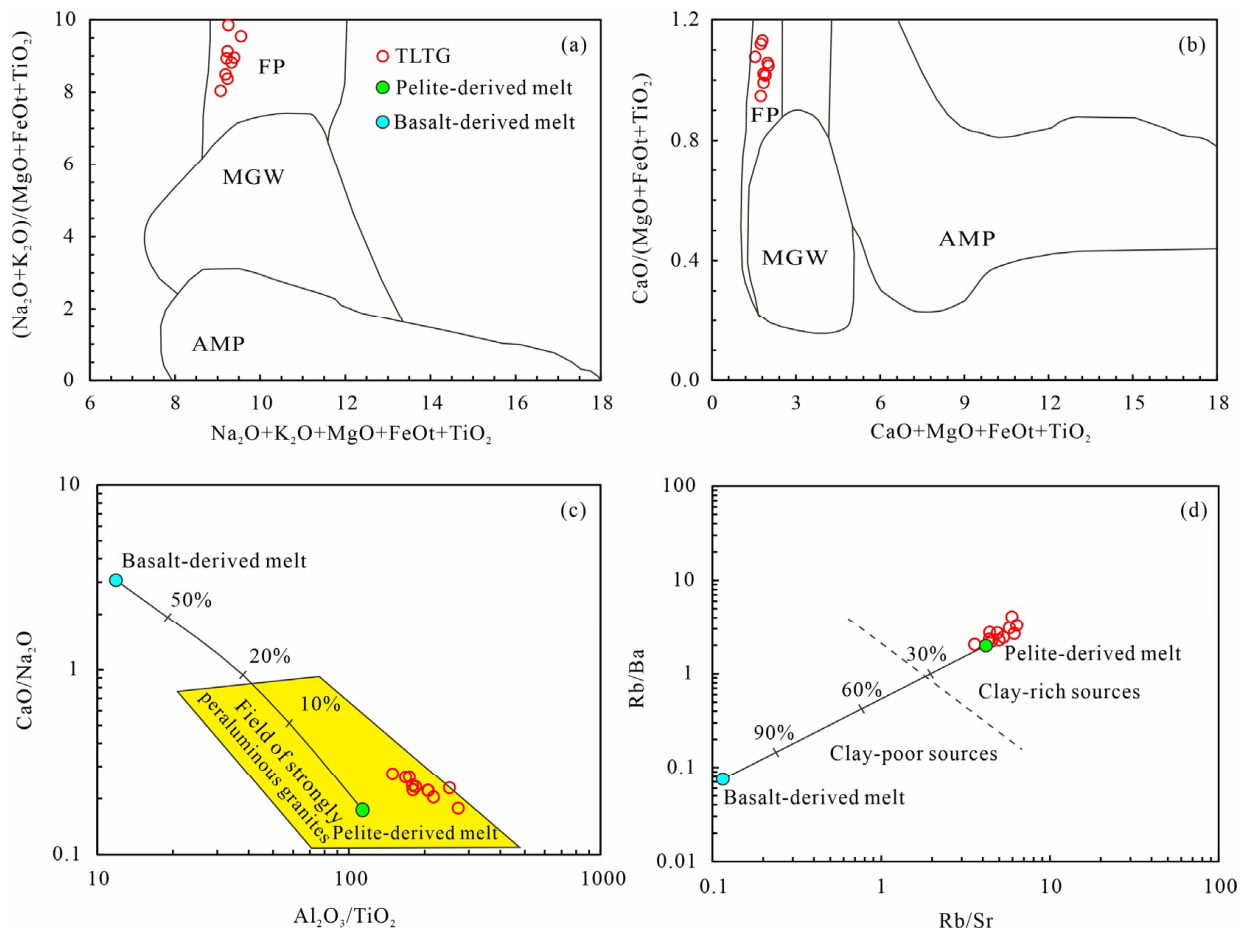 10
8
6
4
2
0
(Na₂O+K₂O)/(MgO+FeOt+TiO₂)
(a)
TLTG
Pelite-derived melt
Basalt-derived melt
FP
MGW
AMP
6
8
10
12
14
16
18
Na₂O+K₂O+MgO+FeOt+TiO₂
1.2
0.8
0.4
0.0
CaO/(MgO+FeOt+TiO₂)
(b)
FP
MGW
AMP
0
3
6
9
12
15
18
CaO+MgO+FeOt+TiO₂
10
1
0.1
CaO/Na₂O
(c)
Basalt-derived melt
50%
20%
10%
Field of strongly
peraluminous granites
Pelite-derived melt
10
100
1000
Al₂O₃/TiO₂
100
10
1
0.1
0.01
Rb/Ba
(d)
30%
Pelite-derived melt
Clay-rich sources
60%
90%
Clay-poor sources
Basalt-derived melt
0.1
1
10
100
Rb/Sr